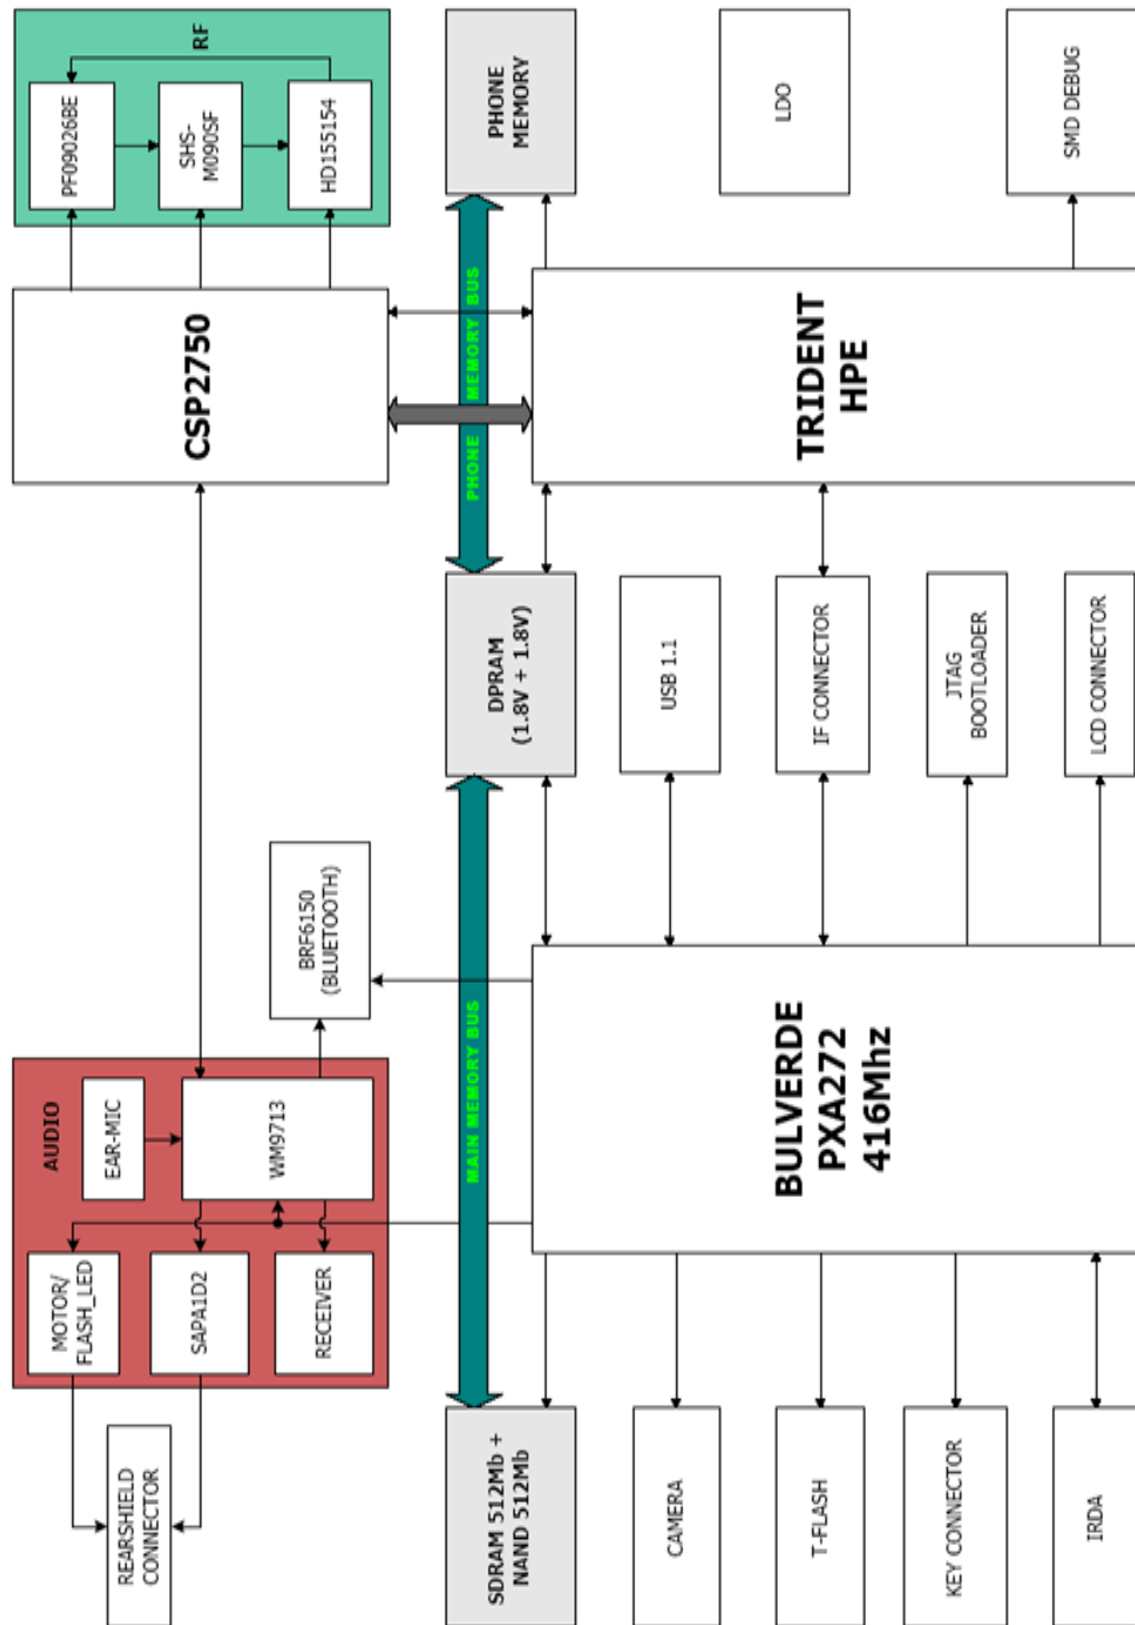 REARSHIELD
CONNECTOR
AUDIO
MOTOR/
FLASH_LED
EAR-MIC
SAPA1D2
WM9713
RECEIVER
BRF6150
(BLUETOOTH)
CSP2750
RF
PF09026BE
SHS-
M090SF
HD155154
SDRAM 512Mb +
NAND 512Mb
MAIN MEMORY BUS
DPRAM
(1.8V + 1.8V)
PHONE MEMORY BUS
PHONE
MEMORY
CAMERA
T-FLASH
KEY CONNECTOR
IRDA
BULVERDE
PXA272
416Mhz
USB 1.1
IF CONNECTOR
JTAG
BOOTLOADER
LCD CONNECTOR
TRIDENT
HPE
LDO
SMD DEBUG